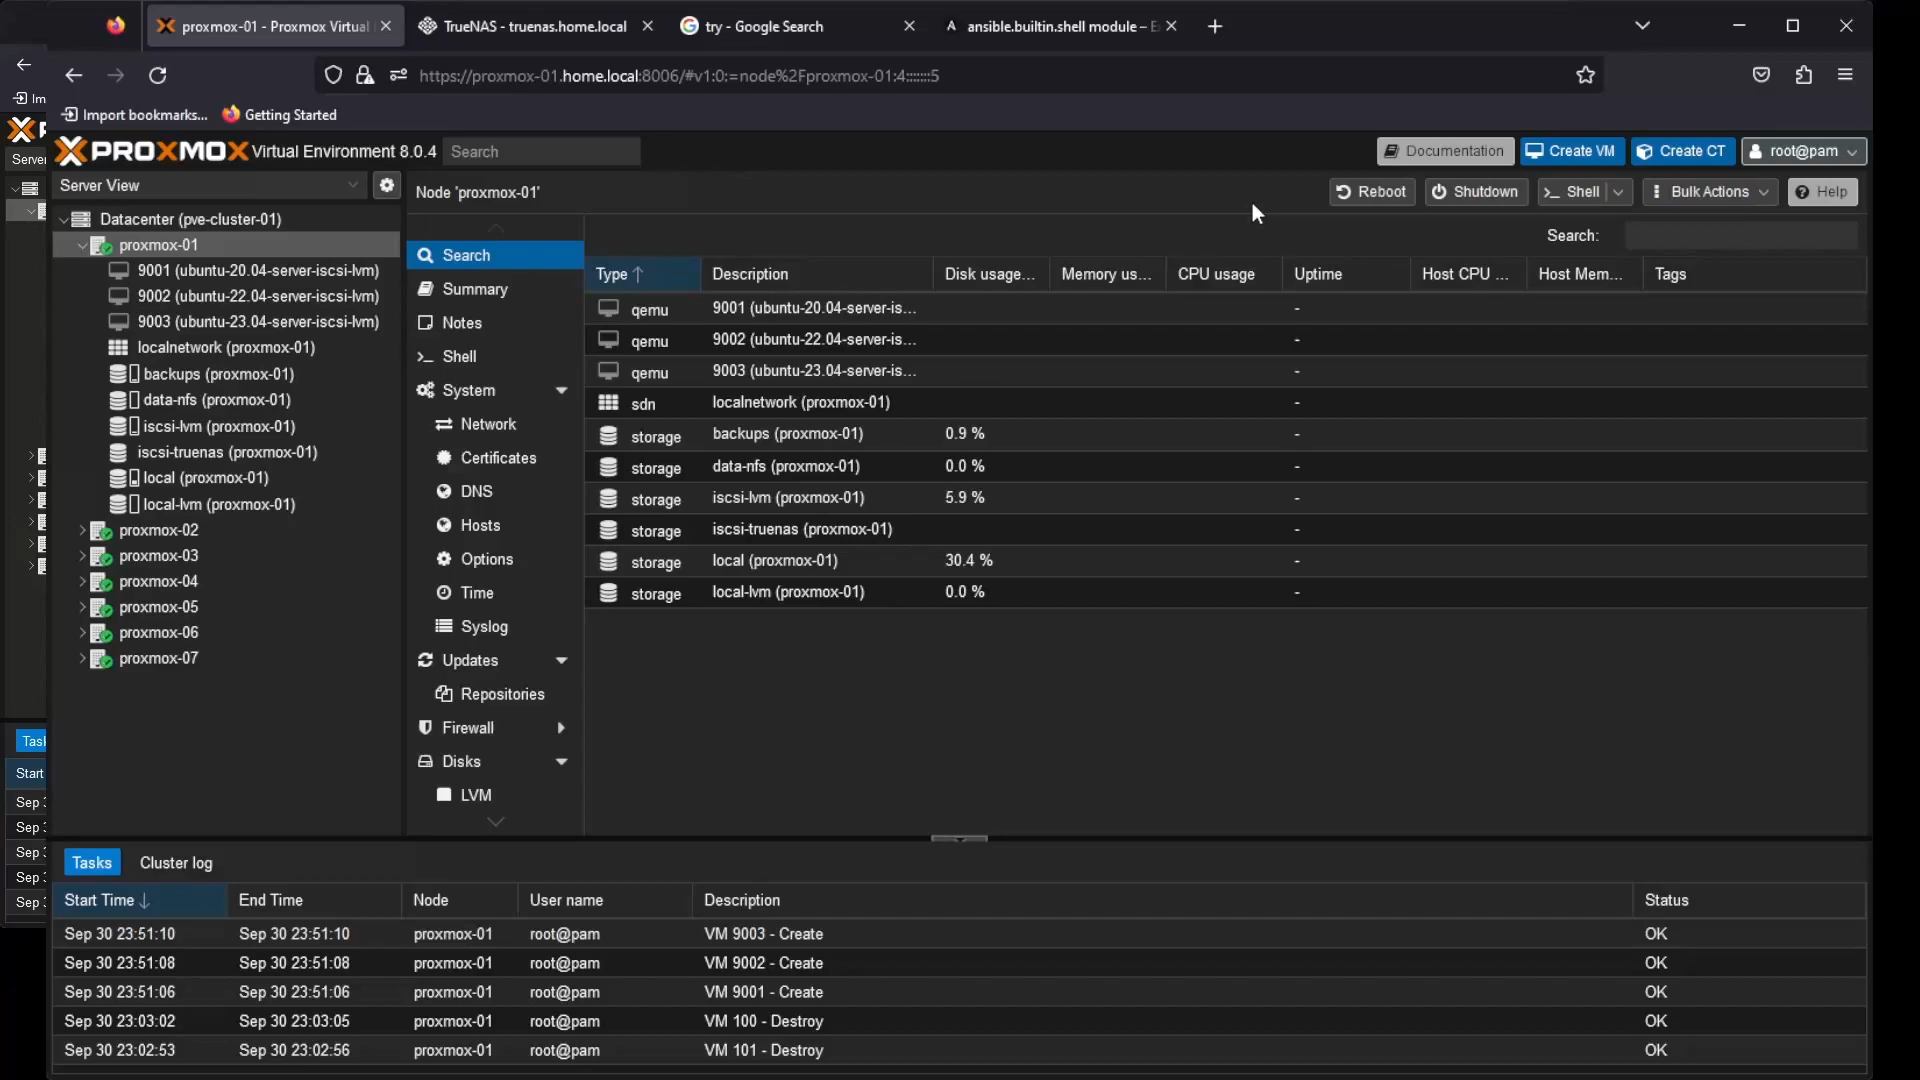 proxmox-01 - Proxmox Virtual
TrueNAS - truenas.home.local
try - Google Search
ansible.builtin.shell module – E
https://proxmox-01.home.local:8006/#v1:0:=node%2Fproxmox-01:4:::::::5
Im
Import bookmarks...
Getting Started
PROXMOX Virtual Environment 8.0.4
Search
Documentation
Create VM
Create CT
root@pam
Server
Server View
Node 'proxmox-01'
Reboot
Shutdown
Shell
Bulk Actions
Help
Search:
Datacenter (pve-cluster-01)
proxmox-01
9001 (ubuntu-20.04-server-iscsi-lvm)
9002 (ubuntu-22.04-server-iscsi-lvm)
9003 (ubuntu-23.04-server-iscsi-lvm)
localnetwork (proxmox-01)
backups (proxmox-01)
data-nfs (proxmox-01)
iscsi-lvm (proxmox-01)
iscsi-truenas (proxmox-01)
local (proxmox-01)
local-lvm (proxmox-01)
proxmox-02
proxmox-03
proxmox-04
proxmox-05
proxmox-06
proxmox-07
Search
Summary
Notes
Shell
System
Network
Certificates
DNS
Hosts
Options
Time
Syslog
Updates
Repositories
Firewall
Disks
LVM
Type Description Disk usage... Memory us... CPU usage Uptime Host CPU ... Host Mem... Tags
qemu 9001 (ubuntu-20.04-server-is... -
qemu 9002 (ubuntu-22.04-server-is... -
qemu 9003 (ubuntu-23.04-server-is... -
sdn localnetwork (proxmox-01) -
storage backups (proxmox-01) 0.9 % -
storage data-nfs (proxmox-01) 0.0 % -
storage iscsi-lvm (proxmox-01) 5.9 % -
storage iscsi-truenas (proxmox-01) -
storage local (proxmox-01) 30.4 % -
storage local-lvm (proxmox-01) 0.0 % -
Start
Sep
Sep
Sep
Sep
Sep
Tasks Cluster log
Start Time End Time Node User name Description Status
Sep 30 23:51:10 Sep 30 23:51:10 proxmox-01 root@pam VM 9003 - Create OK
Sep 30 23:51:08 Sep 30 23:51:08 proxmox-01 root@pam VM 9002 - Create OK
Sep 30 23:51:06 Sep 30 23:51:06 proxmox-01 root@pam VM 9001 - Create OK
Sep 30 23:03:02 Sep 30 23:03:05 proxmox-01 root@pam VM 100 - Destroy OK
Sep 30 23:02:53 Sep 30 23:02:56 proxmox-01 root@pam VM 101 - Destroy OK